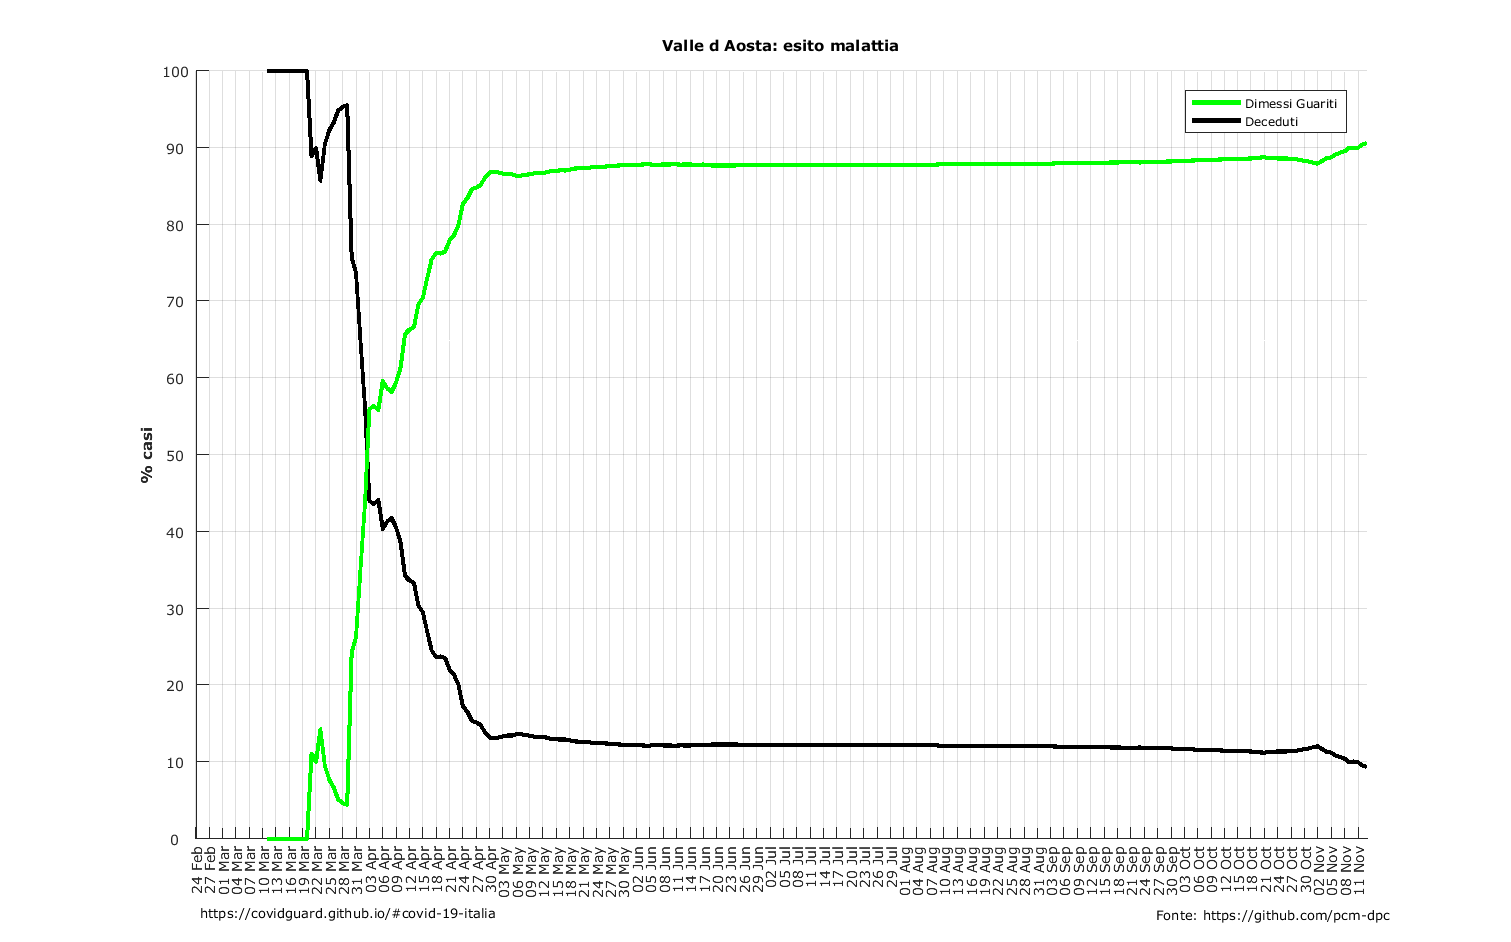 Valle d Aosta: esito malattia
Dimessi Guariti
Deceduti
% casi
100
90
80
70
60
50
40
30
20
10
0
24 Feb
27 Feb
01 Mar
04 Mar
07 Mar
10 Mar
13 Mar
16 Mar
19 Mar
22 Mar
25 Mar
28 Mar
31 Mar
03 Apr
06 Apr
09 Apr
12 Apr
15 Apr
18 Apr
21 Apr
24 Apr
27 Apr
30 Apr
03 May
06 May
09 May
12 May
15 May
18 May
21 May
24 May
27 May
30 May
02 Jun
05 Jun
08 Jun
11 Jun
14 Jun
17 Jun
20 Jun
23 Jun
26 Jun
29 Jun
02 Jul
05 Jul
08 Jul
11 Jul
14 Jul
17 Jul
20 Jul
23 Jul
26 Jul
29 Jul
01 Aug
04 Aug
07 Aug
10 Aug
13 Aug
16 Aug
19 Aug
22 Aug
25 Aug
28 Aug
31 Aug
03 Sep
06 Sep
09 Sep
12 Sep
15 Sep
18 Sep
21 Sep
24 Sep
27 Sep
30 Sep
03 Oct
06 Oct
09 Oct
12 Oct
15 Oct
18 Oct
21 Oct
24 Oct
27 Oct
30 Oct
02 Nov
05 Nov
08 Nov
11 Nov
https://covidguard.github.io/#covid-19-italia
Fonte: https://github.com/pcm-dpc